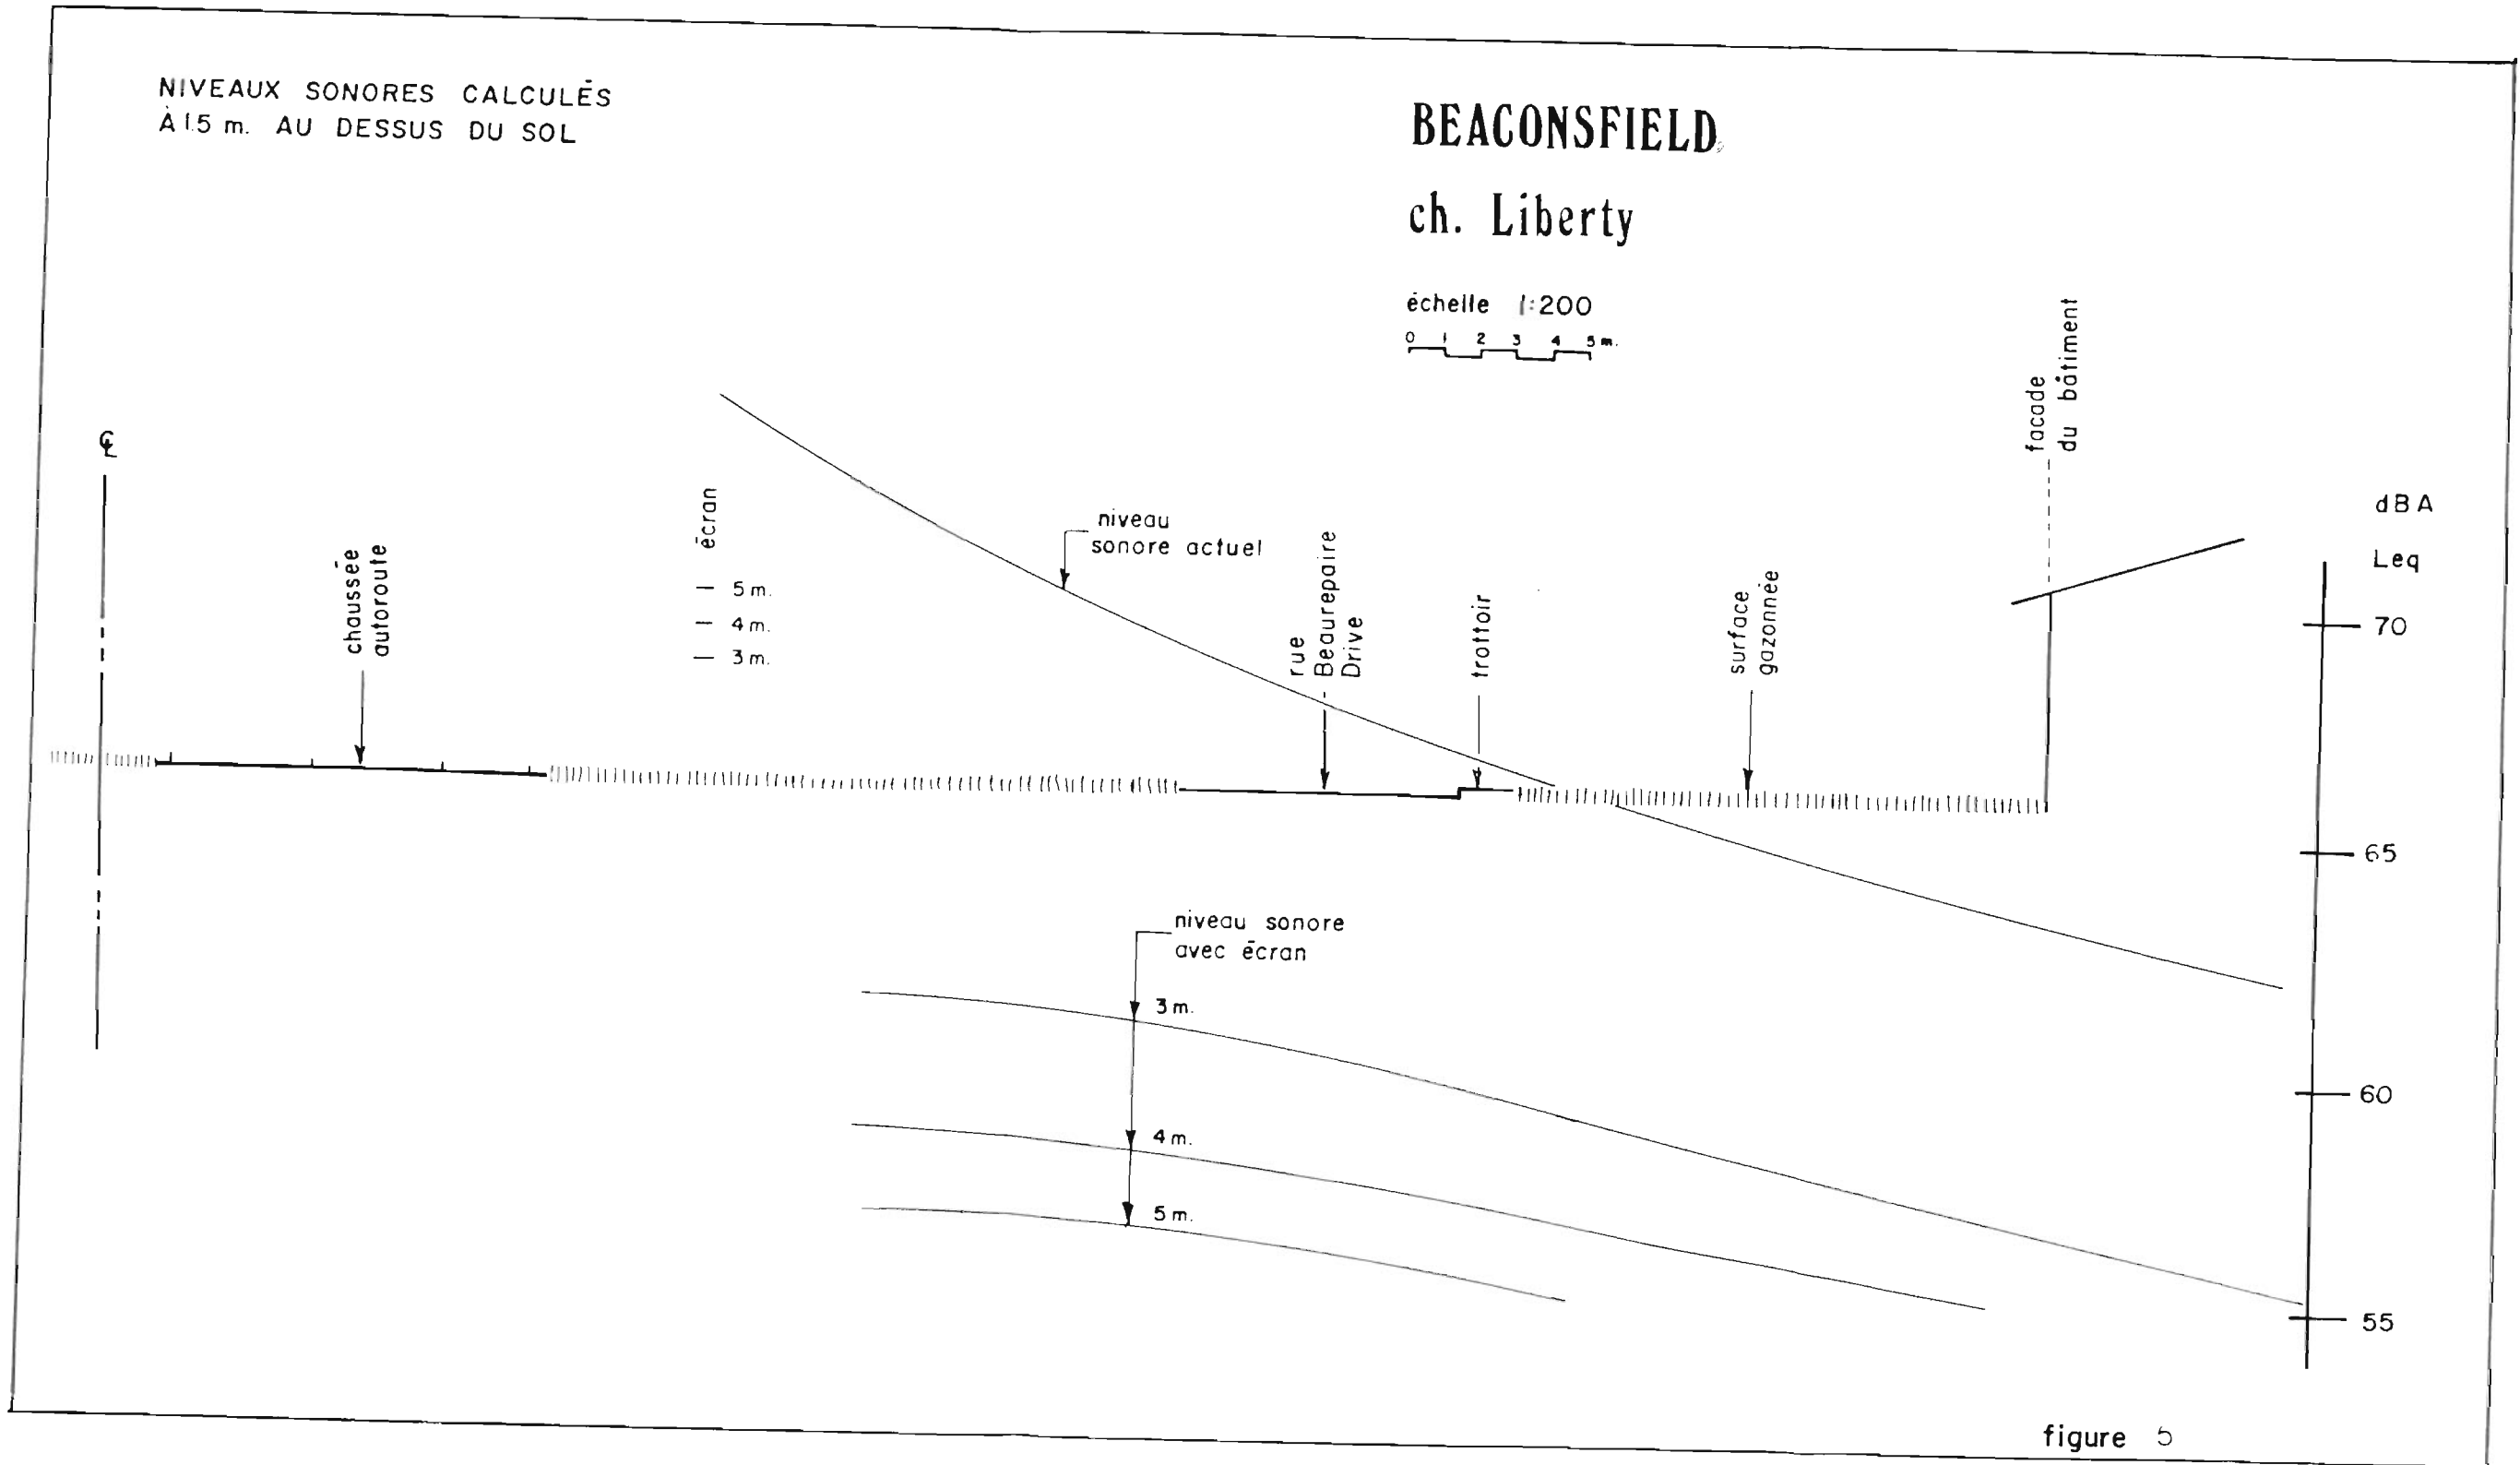 NIVEAUX SONORES CALCULÉS
À 1.5 m. AU DESSUS DU SOL
BEACONSFIELD
ch. Liberty
échelle 1:200
0 1 2 3 4 5 m.
℄
chaussée
autoroute
écran
5 m.
4 m.
3 m.
niveau
sonore actuel
rue
Beaurepaire
Drive
trottoir
surface
gazonnée
facade
du bâtiment
dBA
Leq
70
65
60
55
niveau sonore
avec écran
3 m.
4 m.
5 m.
figure 5